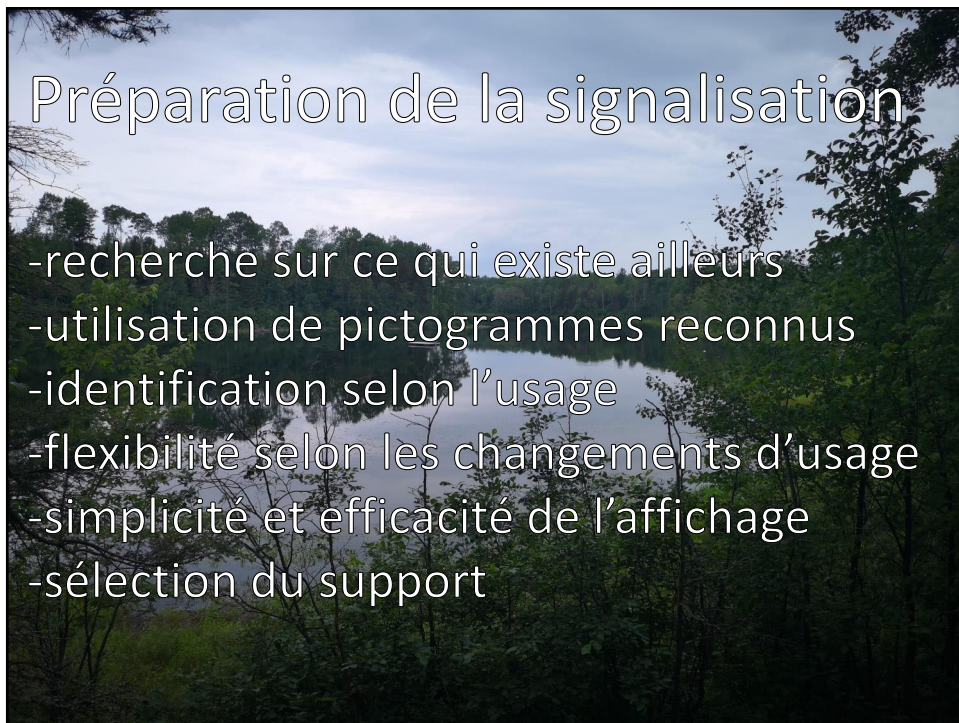 Préparation de la signalisation
-recherche sur ce qui existe ailleurs
-utilisation de pictogrammes reconnus
-identification selon l’usage
-flexibilité selon les changements d’usage
-simplicité et efficacité de l’affichage
-sélection du support